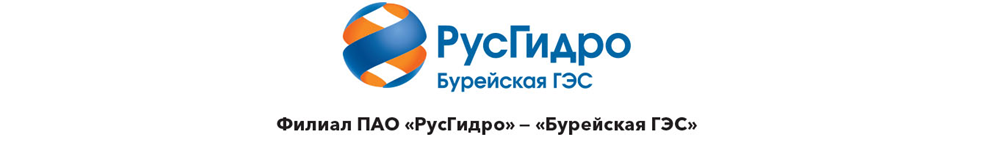 РусГидро
Бурейская ГЭС
Филиал ПАО «РусГидро» – «Бурейская ГЭС»